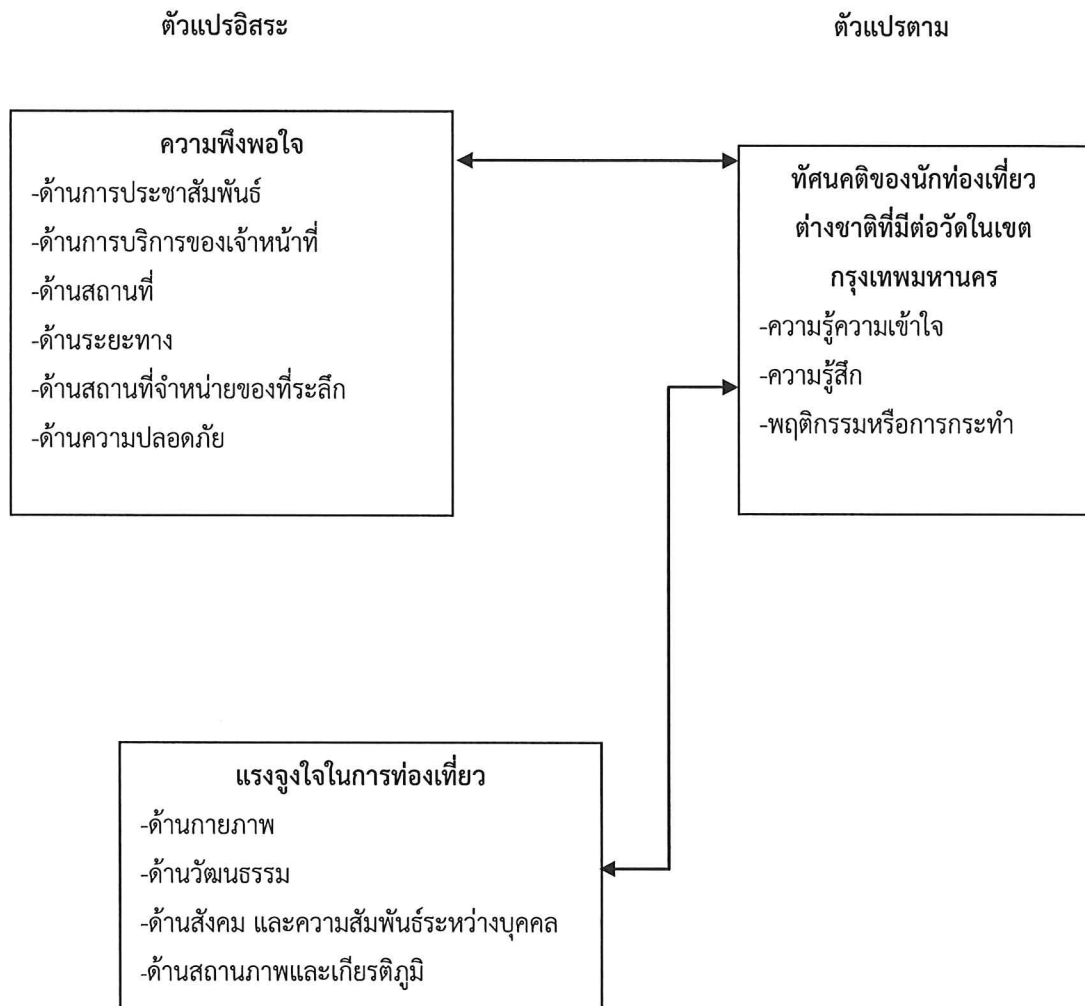 ตัวแปรอิสระ
ตัวแปรตาม
ความพึงพอใจ
-ด้านการประชาสัมพันธ์
-ด้านการบริการของเจ้าหน้าที่
-ด้านสถานที่
-ด้านระยะทาง
-ด้านสถานที่จำหน่ายของที่ระลึก
-ด้านความปลอดภัย
ทัศนคติของนักท่องเที่ยว
ต่างชาติที่มีต่อวัดในเขต
กรุงเทพมหานคร
-ความรู้ความเข้าใจ
-ความรู้สึก
-พฤติกรรมหรือการกระทำ
แรงจูงใจในการท่องเที่ยว
-ด้านกายภาพ
-ด้านวัฒนธรรม
-ด้านสังคม และความสัมพันธ์ระหว่างบุคคล
-ด้านสถานภาพและเกียรติภูมิ